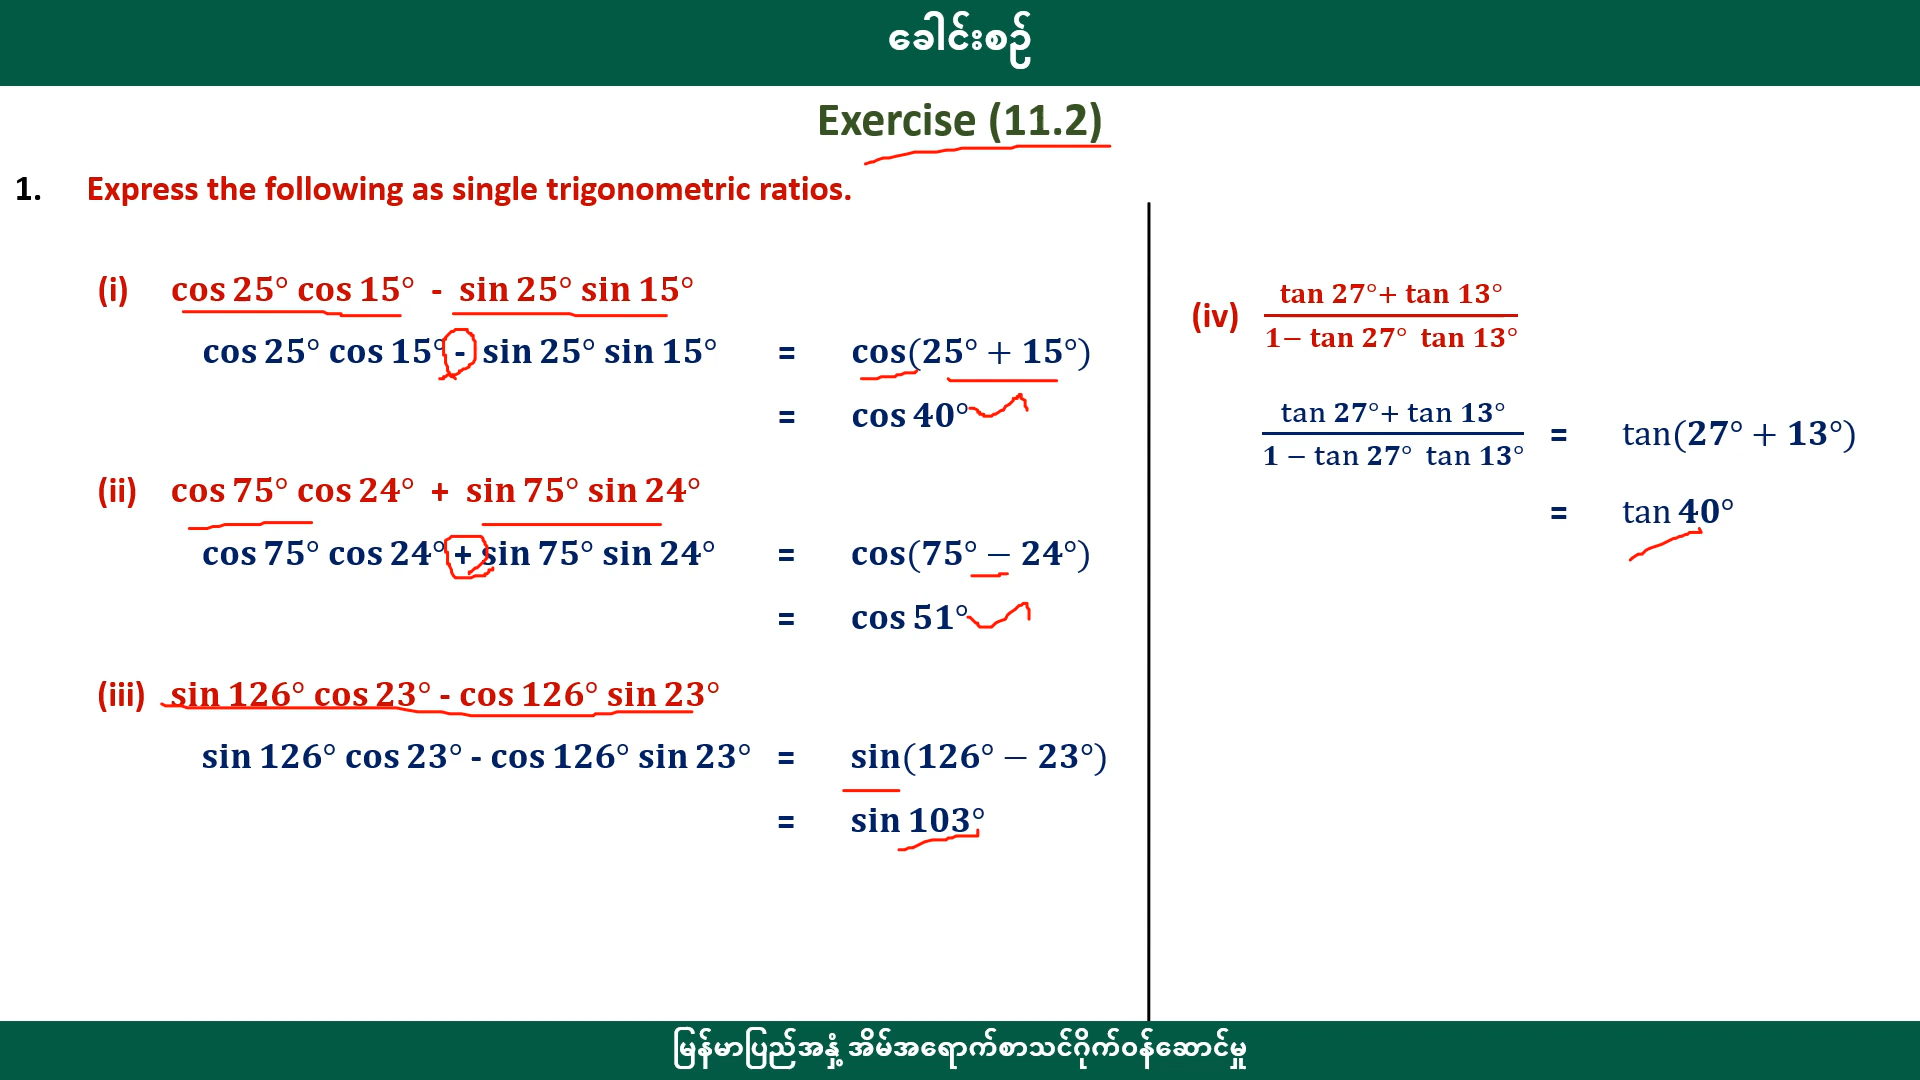 ခေါင်းစဉ်
Exercise (11.2)
1. Express the following as single trigonometric ratios.
(i) cos 25° cos 15° - sin 25° sin 15°
cos 25° cos 15° - sin 25° sin 15° = cos(25° + 15°)
= cos 40°
(ii) cos 75° cos 24° + sin 75° sin 24°
cos 75° cos 24° + sin 75° sin 24° = cos(75° − 24°)
= cos 51°
(iii) sin 126° cos 23° - cos 126° sin 23°
sin 126° cos 23° - cos 126° sin 23° = sin(126° − 23°)
= sin 103°
(iv) tan 27°+ tan 13°
1− tan 27° tan 13°
tan 27°+ tan 13°
1 − tan 27° tan 13° = tan(27° + 13°)
= tan 40°
မြန်မာပြည်အနှံ့ အိမ်အရောက်စာသင်ဂိုက်ဝန်ဆောင်မှု